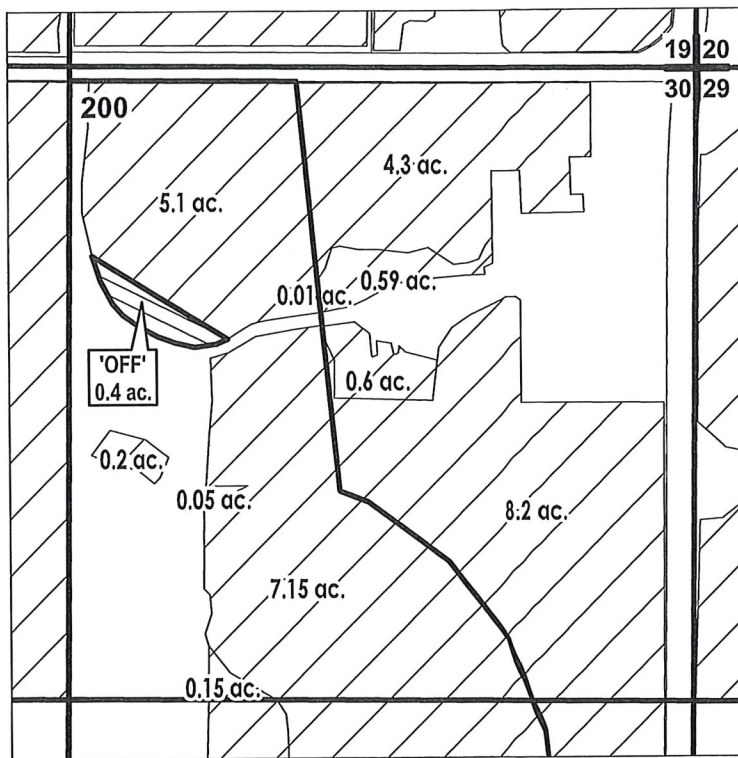 19 20
30 29
200
4.3 ac.
5.1 ac.
0.59 ac.
0.01 ac.
'OFF'
0.4 ac.
0.6 ac.
0.2 ac.
0.05 ac.
8.2 ac.
7.15 ac.
0.15 ac.